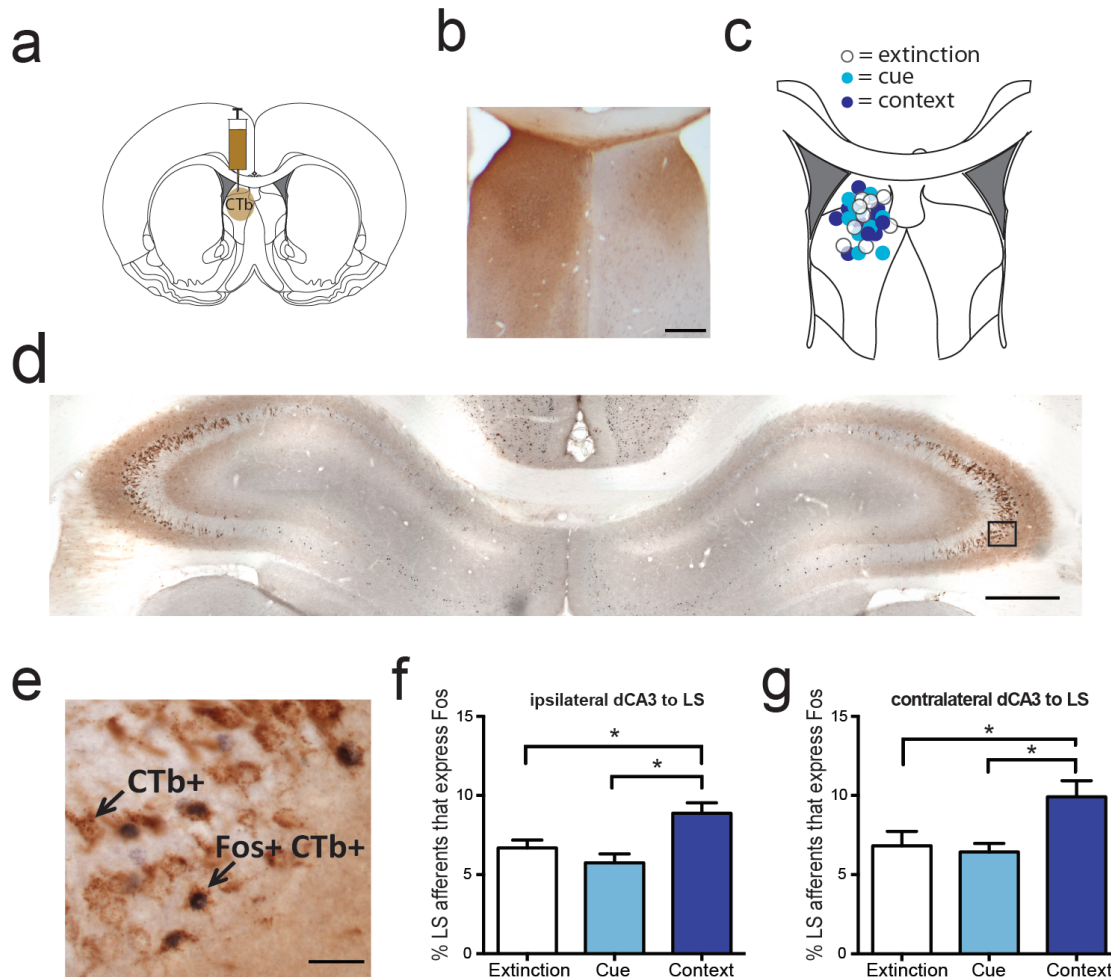 a
CTb
b
c
= extinction
= cue
= context
d
e
CTb+
Fos+ CTb+
f
ipsilateral dCA3 to LS
% LS afferents that express Fos
15
10
5
0
*
*
Extinction Cue Context
g
contralateral dCA3 to LS
% LS afferents that express Fos
15
10
5
0
*
*
Extinction Cue Context